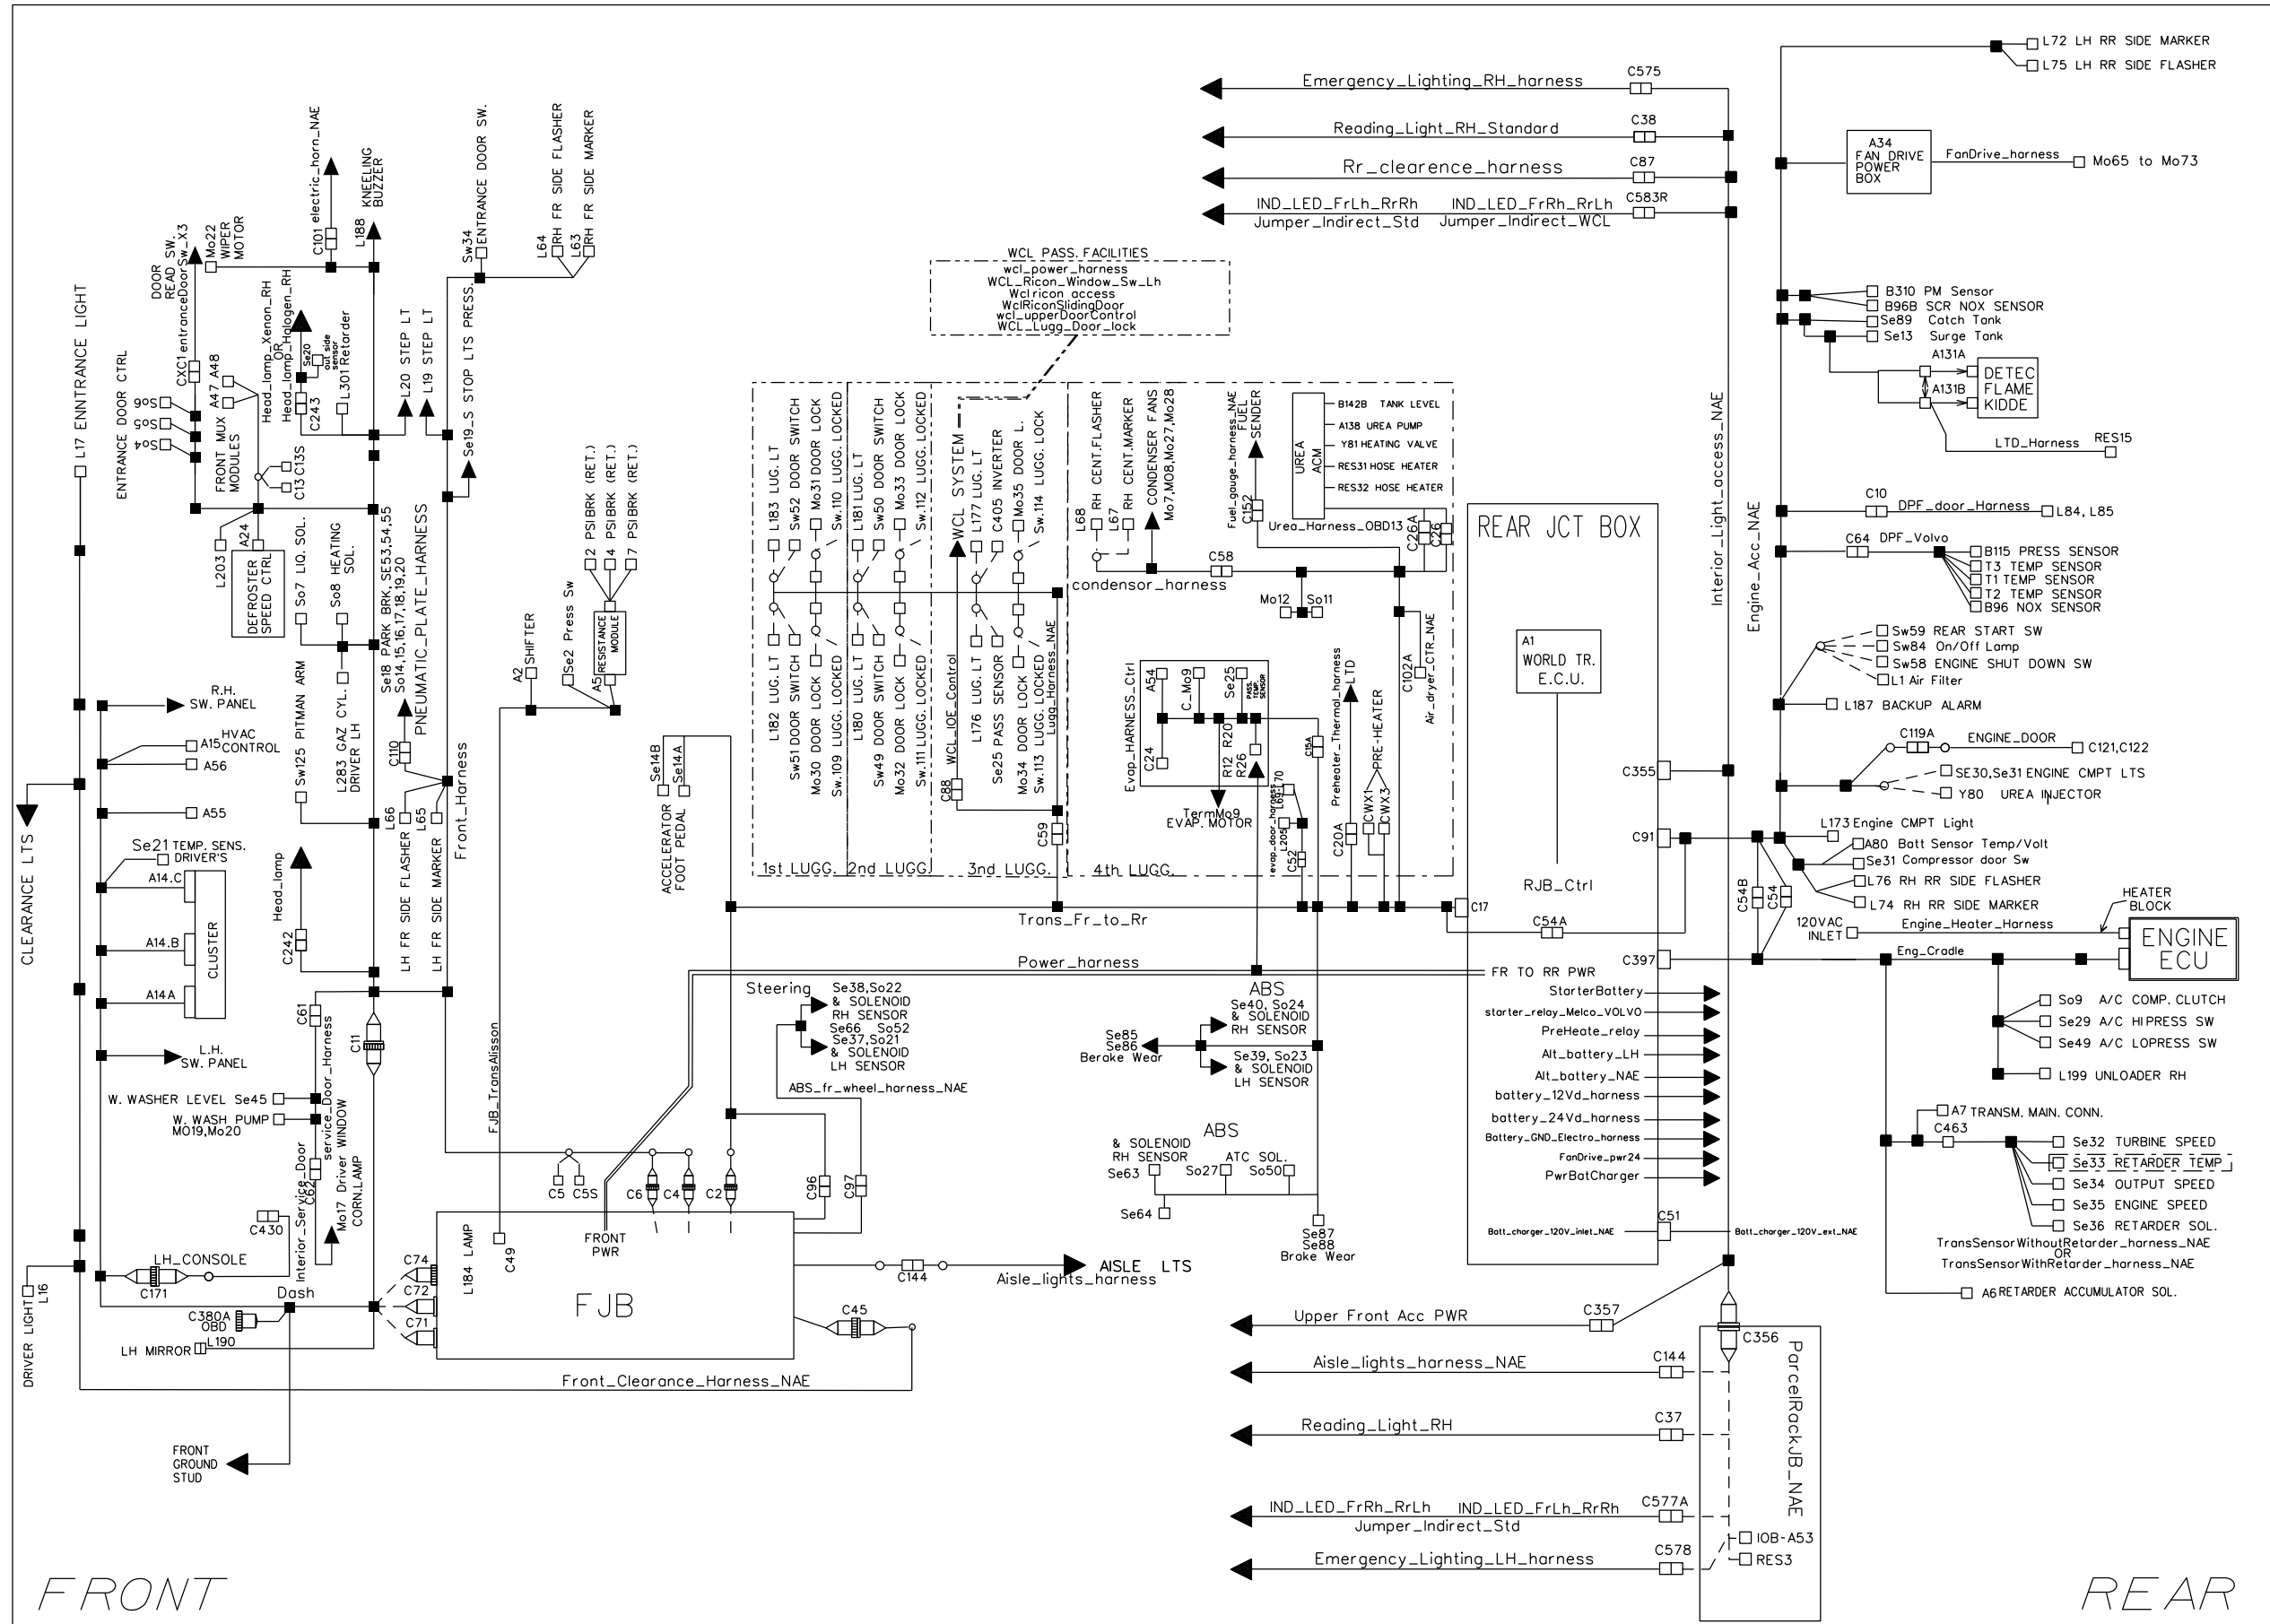 L72 LH RR SIDE MARKER
L75 LH RR SIDE FLASHER
Emergency_Lighting_RH_harness
C575
Reading_Light_RH_Standard
C38
Rr_clearence_harness
C87
IND_LED_FrLh_RrRh
IND_LED_FrRh_RrLh
C583R
Jumper_Indirect_Std
Jumper_Indirect_WCL
A34
FAN DRIVE
POWER
BOX
FanDrive_harness
Mo65 to Mo73
L17 ENNTRANCE LIGHT
ENTRANCE DOOR CTRL
So6
So5
So4
DOOR
READ SW.
CXC1 entranceDoorSw_X3
Mo22
WIPER
MOTOR
C101 electric_horn_NAE
L188
KNEELING
BUZZER
A47 A48
FRONT MUX
MODULES
Head_lamp_Xenon_RH
OR
Head_lamp_Halogen_RH
Se20
out side
sensor
C243
L301 Retarder
C13 C13S
L20 STEP LT
L19 STEP LT
Se19_S STOP LTS PRESS.
Sw34
ENTRANCE DOOR SW.
L64
RH FR SIDE FLASHER
L63
RH FR SIDE MARKER
WCL PASS. FACILITIES
wcl_power_harness
WCL_Ricon_Window_Sw_Lh
Wclricon access
WclRiconSlidingDoor
wcl_upperDoorControl
WCL_Lugg_Door_lock
L203
A24
DEFROSTER
SPEED CTRL
So7 LIQ. SOL.
So8 HEATING
SOL.
Sw125 PITMAN ARM
L283 GAZ CYL.
DRIVER LH
Se18 PARK BRK, SE53,54,55
So14,15,16,17,18,19,20
PNEUMATIC_PLATE_HARNESS
C110
L66
LH FR SIDE FLASHER
L65
LH FR SIDE MARKER
Front_Harness
A2 SHIFTER
Se2 Press Sw
2 PSI BRK (RET.)
4 PSI BRK (RET.)
7 PSI BRK (RET.)
RESISTANCE
MODULE
A5
L183 LUG. LT
Sw52 DOOR SWITCH
Mo31 DOOR LOCK
Sw.110 LUGG. LOCKED
L181 LUG. LT
Sw50 DOOR SWITCH
Mo33 DOOR LOCK
Sw.112 LUGG. LOCKED
WCL SYSTEM
L177 LUG. LT
C405 INVERTER
Mo35 DOOR L.
Sw.114 LUGG. LOCK
L182 LUG. LT
Sw51 DOOR SWITCH
Mo30 DOOR LOCK
Sw.109 LUGG. LOCKED
L180 LUG. LT
Sw49 DOOR SWITCH
Mo32 DOOR LOCK
Sw.111 LUGG. LOCKED
WCL_IOE_Control
C88
L176 LUG. LT
Se25 PASS SENSOR
Mo34 DOOR LOCK
Sw.113 LUGG. LOCKED
Lugg_Harness_NAE
C59
1st LUGG.
2nd LUGG.
3nd LUGG.
4th LUGG.
L68
RH CENT.FLASHER
L67
RH CENT.MARKER
CONDENSER FANS
Mo7,MO8,Mo27,Mo28
C58
condensor_harness
Fuel_gauge_harness_NAE
FUEL
SENDER
C152
UREA
ACM
B142B TANK LEVEL
A138 UREA PUMP
Y81 HEATING VALVE
RES31 HOSE HEATER
RES32 HOSE HEATER
Urea_Harness_OBD13
C26A
C26
Mo12
So11
C102A
Air_dryer_CTR_NAE
Evap_HARNESS_Ctrl
A54
C_Mo9
Se25
PASS.
TEMP.
SENSOR
C24
R12 R20
R26
TermMo9
EVAP. MOTOR
C15A
evap_door_harness
L69-70
L205
C52
Preheater_Thermal_harness
LTD
C20A
PRE-HEATER
CWX1
CWX3
REAR JCT BOX
A1
WORLD TR.
E.C.U.
RJB_Ctrl
C355
C91
C17
C54A
C397
FR TO RR PWR
StarterBattery
starter_relay_Melco_VOLVO
PreHeate_relay
Alt_battery_LH
Alt_battery_NAE
battery_12Vd_harness
battery_24Vd_harness
Battery_GND_Electro_harness
FanDrive_pwr24
PwrBatCharger
Batt_charger_120V_inlet_NAE
C51
Batt_charger_120V_ext_NAE
Interior_Light_access_NAE
Engine_Acc_NAE
B310 PM Sensor
B96B SCR NOX SENSOR
Se89 Catch Tank
Se13 Surge Tank
A131A
A131B
DETEC
FLAME
KIDDE
LTD_Harness
RES15
C10
DPF_door_Harness
L84, L85
C64
DPF_Volvo
B115 PRESS SENSOR
T3 TEMP SENSOR
T1 TEMP SENSOR
T2 TEMP SENSOR
B96 NOX SENSOR
Sw59 REAR START SW
Sw84 On/Off Lamp
Sw58 ENGINE SHUT DOWN SW
L1 Air Filter
L187 BACKUP ALARM
C119A
ENGINE_DOOR
C121,C122
SE30,Se31 ENGINE CMPT LTS
Y80 UREA INJECTOR
L173 Engine CMPT Light
A80 Batt Sensor Temp/Volt
Se31 Compressor door Sw
L76 RH RR SIDE FLASHER
L74 RH RR SIDE MARKER
C54B
C54
120VAC
INLET
Engine_Heater_Harness
HEATER
BLOCK
ENGINE
ECU
Eng_Cradle
So9 A/C COMP. CLUTCH
Se29 A/C HIPRESS SW
Se49 A/C LOPRESS SW
L199 UNLOADER RH
A7 TRANSM. MAIN. CONN.
C463
Se32 TURBINE SPEED
Se33 RETARDER TEMP
Se34 OUTPUT SPEED
Se35 ENGINE SPEED
Se36 RETARDER SOL.
TransSensorWithoutRetarder_harness_NAE
OR
TransSensorWithRetarder_harness_NAE
A6 RETARDER ACCUMULATOR SOL.
R.H.
SW. PANEL
A15
HVAC
CONTROL
A56
A55
Se21 TEMP. SENS.
DRIVER'S
A14.C
A14.B
A14A
CLUSTER
L.H.
SW. PANEL
CLEARANCE LTS
Head_lamp
C242
C61
service_Door_Harness
C11
W. WASHER LEVEL Se45
W. WASH PUMP
MO19,Mo20
C62
Interior_Service_Door
Mo17 Driver WINDOW
CORN.LAMP
C430
LH_CONSOLE
C171
Dash
C380A
OBD
LH MIRROR
L190
DRIVER LIGHT
L16
FRONT
GROUND
STUD
Se14B
Se14A
ACCELERATOR
FOOT PEDAL
Trans_Fr_to_Rr
Power_harness
FJB_TransAlisson
Steering
Se38,So22
& SOLENOID
RH SENSOR
Se66 So52
Se37,So21
& SOLENOID
LH SENSOR
ABS_fr_wheel_harness_NAE
ABS
Se40, So24
& SOLENOID
RH SENSOR
Se85
Se86
Berake Wear
Se39, So23
& SOLENOID
LH SENSOR
ABS
& SOLENOID
RH SENSOR
Se63
ATC SOL.
So27
So50
Se64
Se87
Se88
Brake Wear
C5
C5S
C6
C4
C2
C96
C97
C74
C72
C71
L184 LAMP
C49
FRONT
PWR
FJB
C144
AISLE LTS
Aisle_lights_harness
C45
Front_Clearance_Harness_NAE
Upper Front Acc PWR
C357
C356
Aisle_lights_harness_NAE
C144
Reading_Light_RH
C37
IND_LED_FrRh_RrLh
IND_LED_FrLh_RrRh
C577A
Jumper_Indirect_Std
Emergency_Lighting_LH_harness
C578
ParcelRackJB_NAE
IOB-A53
RES3
FRONT
REAR